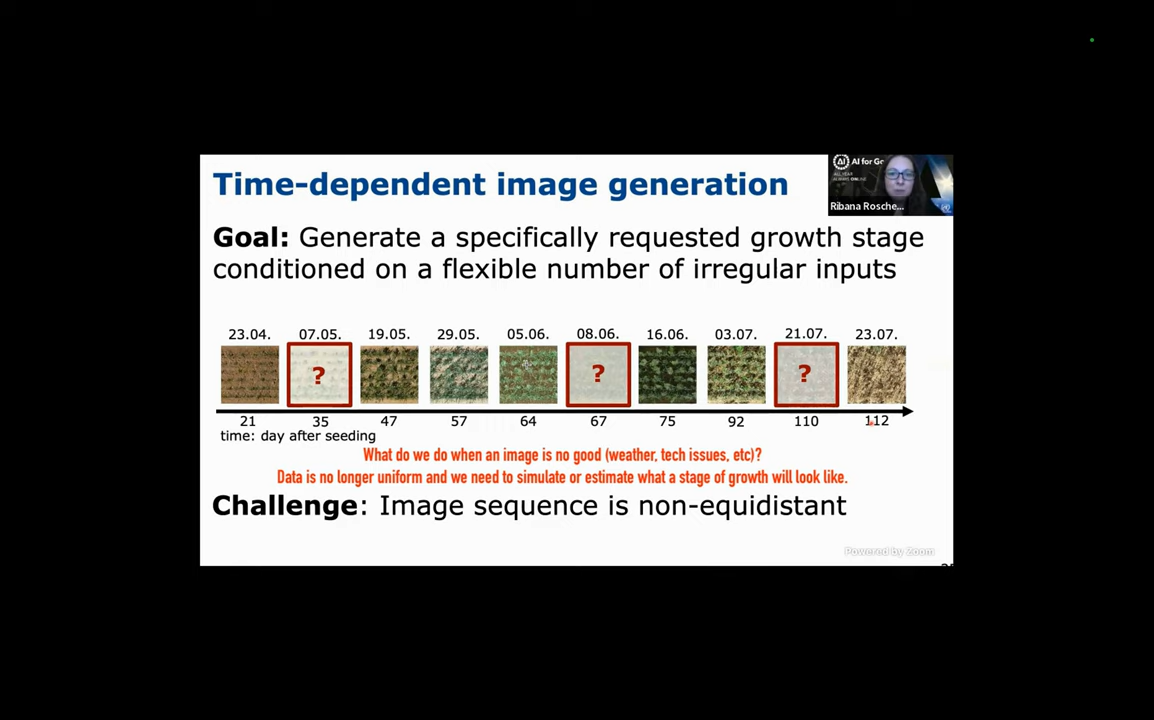 Time-dependent image generation
AI for Go
ALL YEAR
ALWAYS ONLINE
Ribana Rosche...
Goal: Generate a specifically requested growth stage
conditioned on a flexible number of irregular inputs
23.04. 07.05. 19.05. 29.05. 05.06. 08.06. 16.06. 03.07. 21.07. 23.07.
? ? ?
21 35 47 57 64 67 75 92 110 112
time: day after seeding
What do we do when an image is no good (weather, tech issues, etc)?
Data is no longer uniform and we need to simulate or estimate what a stage of growth will look like.
Challenge: Image sequence is non-equidistant
Powered by Zoom